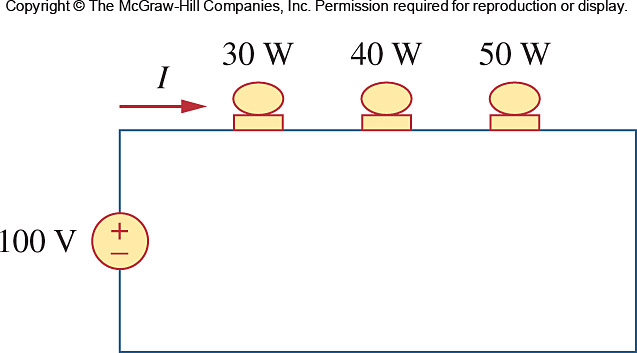 Copyright © The McGraw-Hill Companies, Inc. Permission required for reproduction or display.
30 W 40 W 50 W
I
100 V
+
−